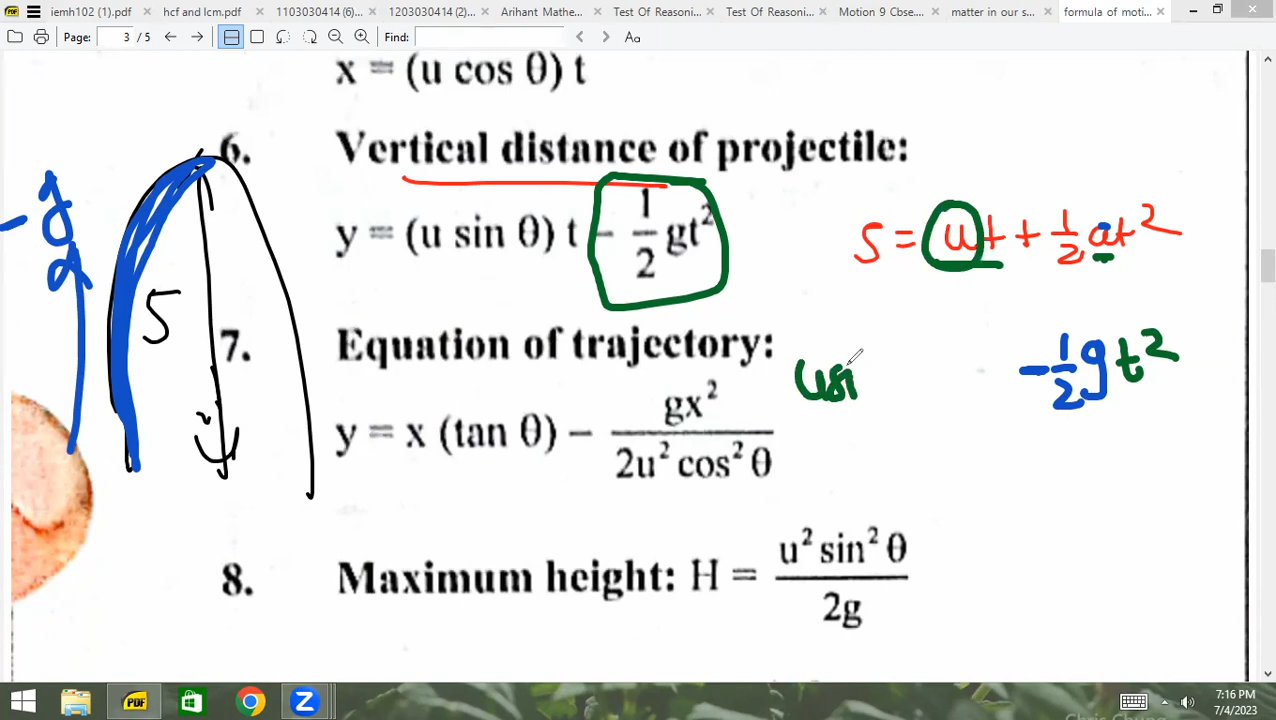 iemh102 (1).pdf × hcf and lcm.pdf × 1103030414 (6)... × 1203030414 (2)... × Arihant Mathe... × Test Of Reasoni... × Test Of Reasoni... × Motion 9 Cbse... × matter in our s... × formula of moti... ×
Page: 3 / 5 Find: Aa
x = (u cos θ) t
6. Vertical distance of projectile:
y = (u sin θ) t − 1/2 gt²
S = ut + 1/2 at²
- g
a
5
7. Equation of trajectory:
usi
-1/2 gt²
y = x (tan θ) − gx² / 2u² cos² θ
8. Maximum height: H = u² sin² θ / 2g
7:16 PM
7/4/2023